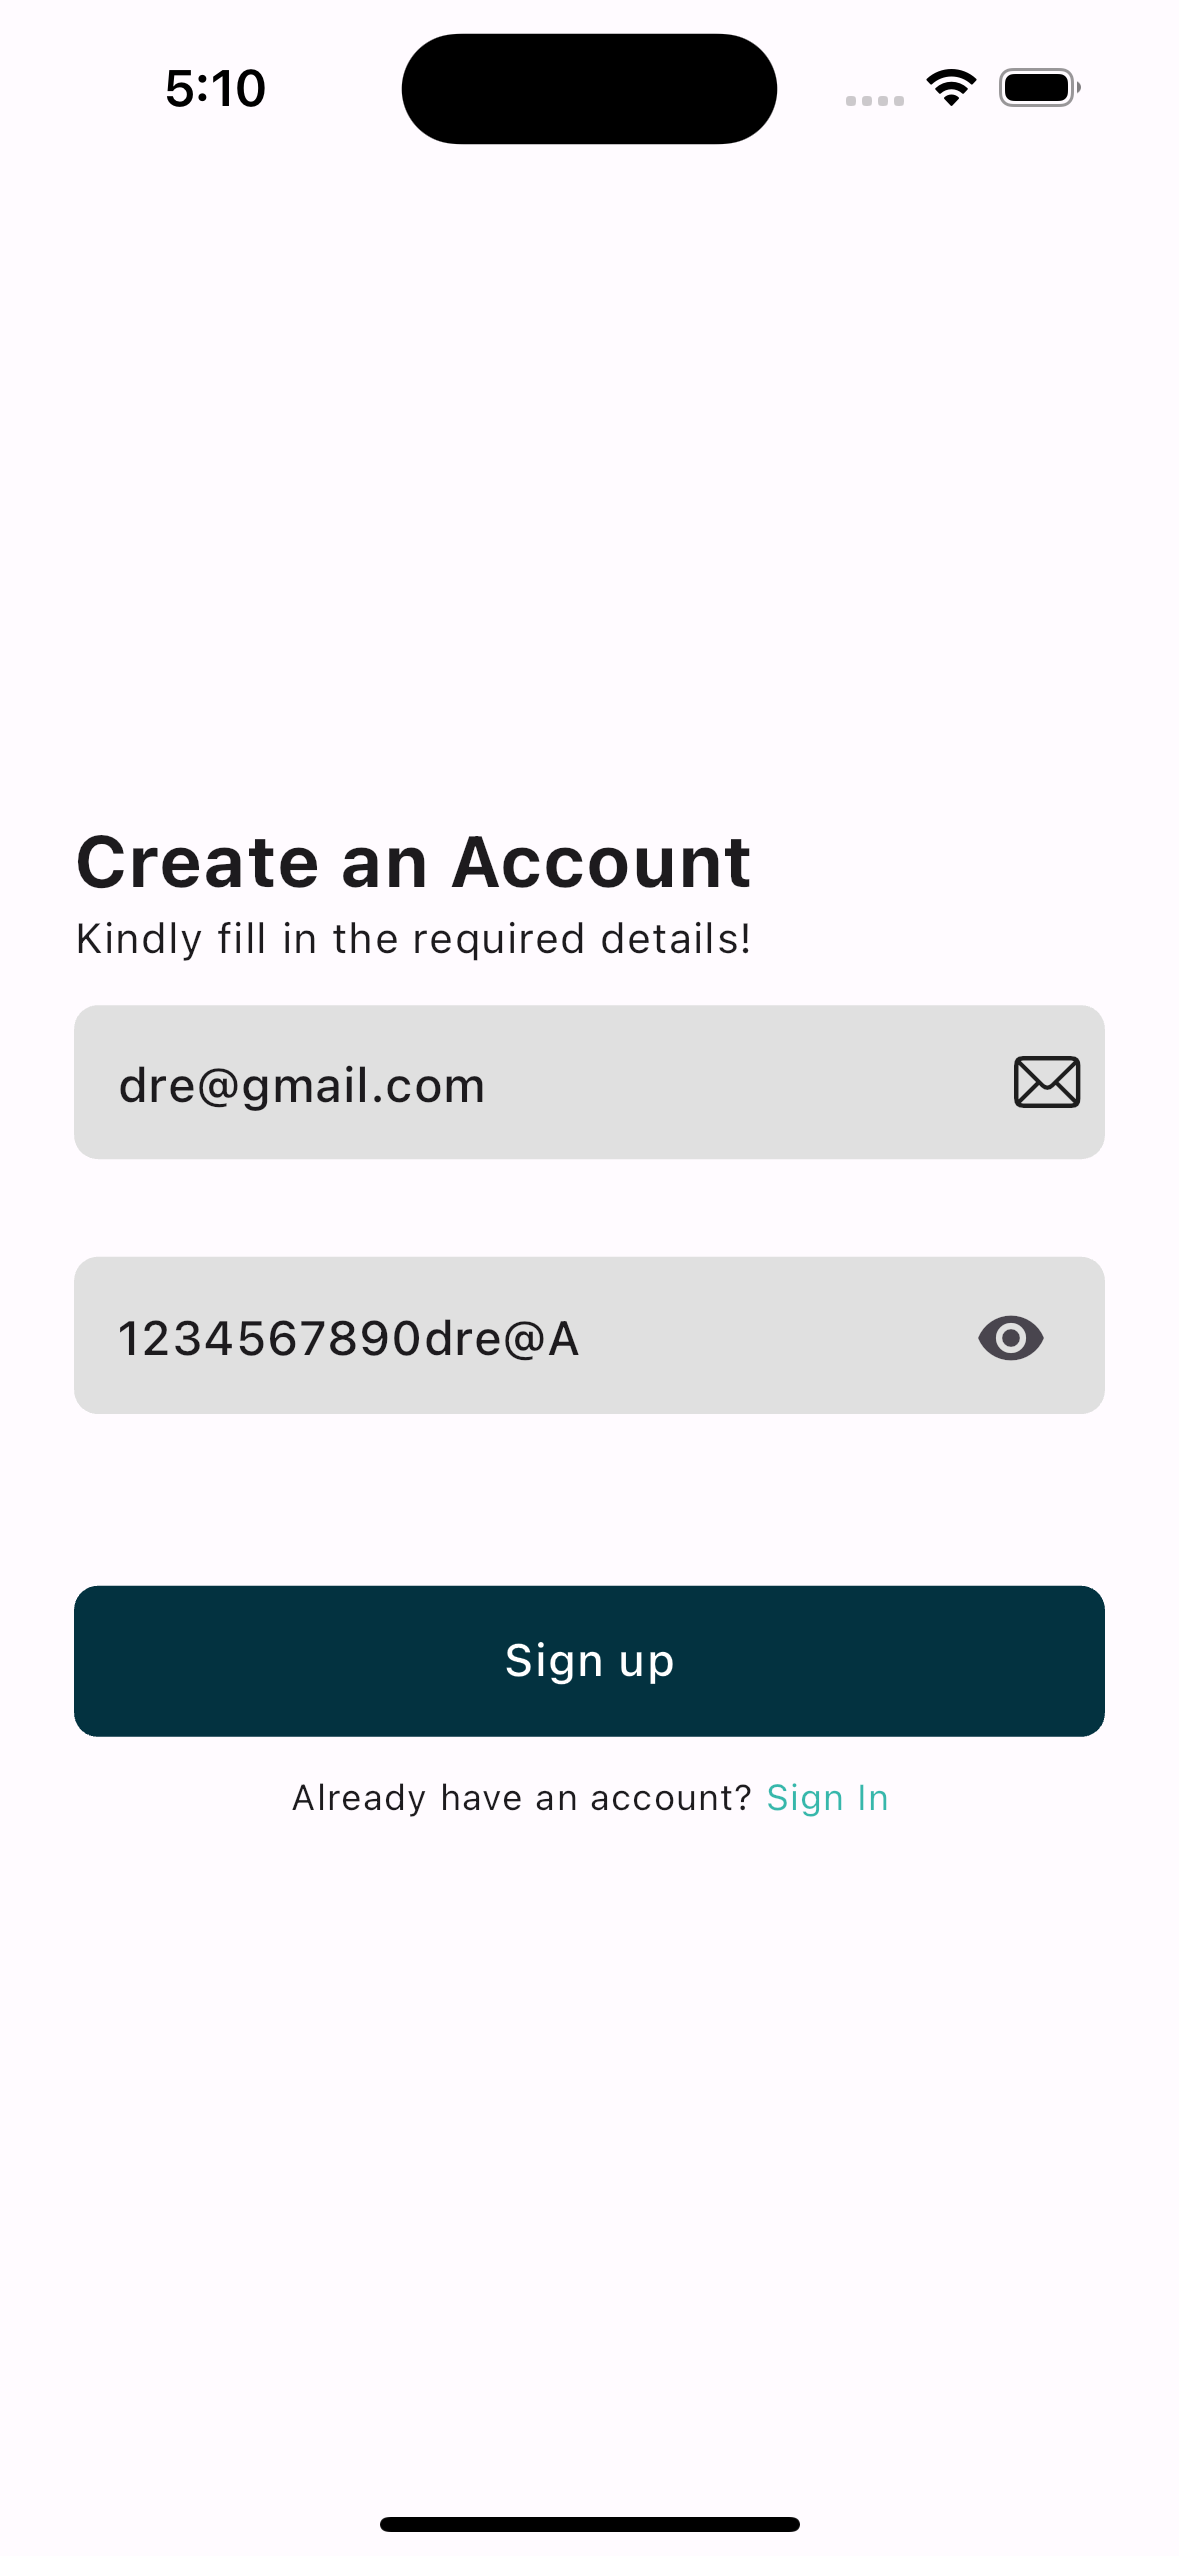 5:10
Create an Account
Kindly fill in the required details!
dre@gmail.com
1234567890dre@A
Sign up
Already have an account? Sign In